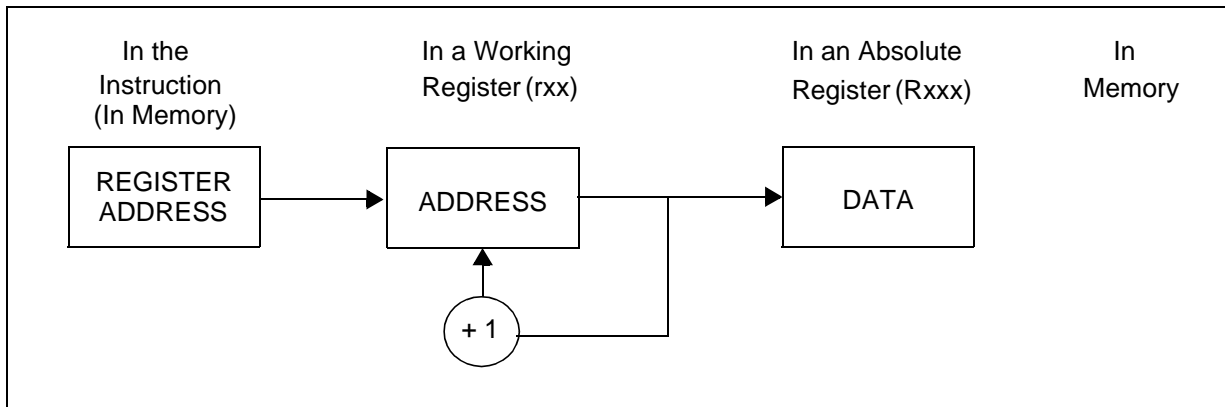 In the
Instruction
(In Memory)
In a Working
Register (rxx)
In an Absolute
Register (Rxxx)
In
Memory
REGISTER
ADDRESS
ADDRESS
DATA
+ 1